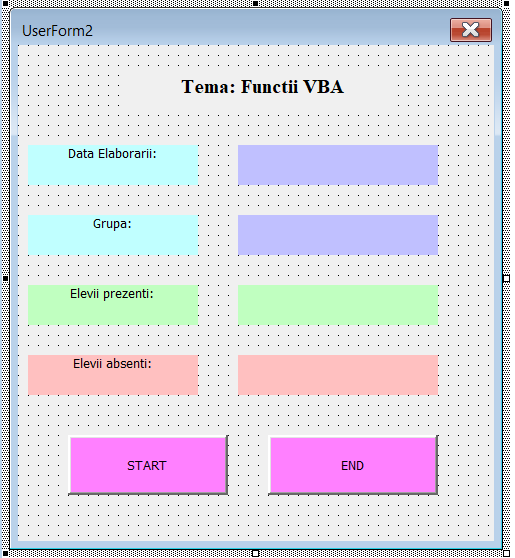 UserForm2
Tema: Functii VBA
Data Elaborarii:
Grupa:
Elevii prezenti:
Elevii absenti:
START
END